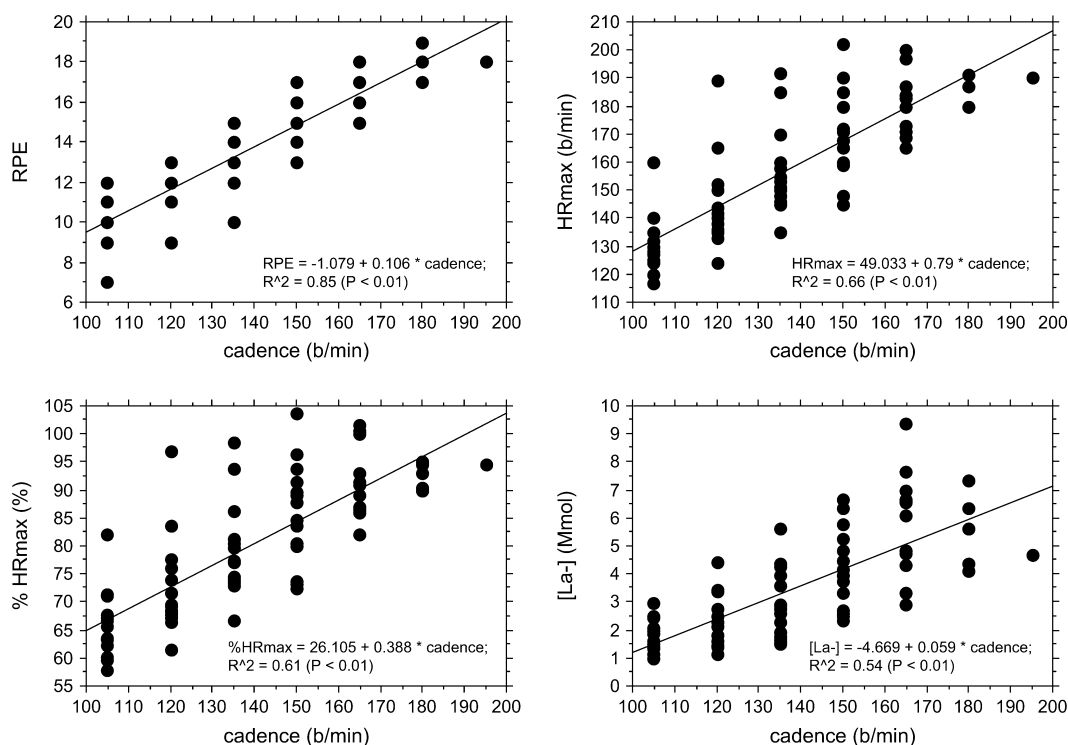 RPE
20
18
16
14
12
10
8
6
RPE = -1.079 + 0.106 * cadence;
R^2 = 0.85 (P < 0.01)
100 110 120 130 140 150 160 170 180 190 200
cadence (b/min)
HRmax (b/min)
210
200
190
180
170
160
150
140
130
120
110
HRmax = 49.033 + 0.79 * cadence;
R^2 = 0.66 (P < 0.01)
100 110 120 130 140 150 160 170 180 190 200
cadence (b/min)
% HRmax (%)
105
100
95
90
85
80
75
70
65
60
55
%HRmax = 26.105 + 0.388 * cadence;
R^2 = 0.61 (P < 0.01)
100 110 120 130 140 150 160 170 180 190 200
cadence (b/min)
[La-] (Mmol)
10
9
8
7
6
5
4
3
2
1
0
[La-] = -4.669 + 0.059 * cadence;
R^2 = 0.54 (P < 0.01)
100 110 120 130 140 150 160 170 180 190 200
cadence (b/min)